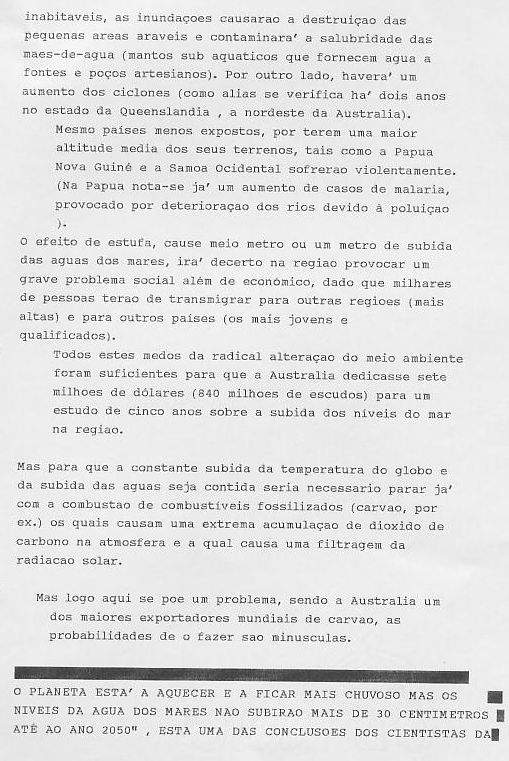 inabitaveis, as inundaçoes causarao a destruiçao das
pequenas areas araveis e contaminara' a salubridade das
maes-de-agua (mantos sub aquaticos que fornecem agua a
fontes e poços artesianos). Por outro lado, havera' um
aumento dos ciclones (como alias se verifica ha' dois anos
no estado da Queenslandia , a nordeste da Australia).
Mesmo paises menos expostos, por terem uma maior
altitude media dos seus terrenos, tais como a Papua
Nova Guiné e a Samoa Ocidental sofrerao violentamente.
(Na Papua nota-se ja' um aumento de casos de malaria,
provocado por deterioraçao dos rios devido à poluiçao
).
O efeito de estufa, cause meio metro ou um metro de subida
das aguas dos mares, ira' decerto na regiao provocar um
grave problema social além de económico, dado que milhares
de pessoas terao de transmigrar para outras regioes (mais
altas) e para outros paises (os mais jovens e
qualificados).
Todos estes medos da radical alteraçao do meio ambiente
foram suficientes para que a Australia dedicasse sete
milhoes de dólares (840 milhoes de escudos) para um
estudo de cinco anos sobre a subida dos niveis do mar
na regiao.
Mas para que a constante subida da temperatura do globo e
da subida das aguas seja contida seria necessario parar ja'
com a combustao de combustíveis fossilizados (carvao, por
ex.) os quais causam uma extrema acumulaçao de dioxido de
carbono na atmosfera e a qual causa uma filtragem da
radiacao solar.
Mas logo aqui se poe um problema, sendo a Australia um
dos maiores exportadores mundiais de carvao, as
probabilidades de o fazer sao minusculas.
O PLANETA ESTA' A AQUECER E A FICAR MAIS CHUVOSO MAS OS
NIVEIS DA AGUA DOS MARES NAO SUBIRAO MAIS DE 30 CENTIMETROS
ATÉ AO ANO 2050" , ESTA UMA DAS CONCLUSOES DOS CIENTISTAS DA